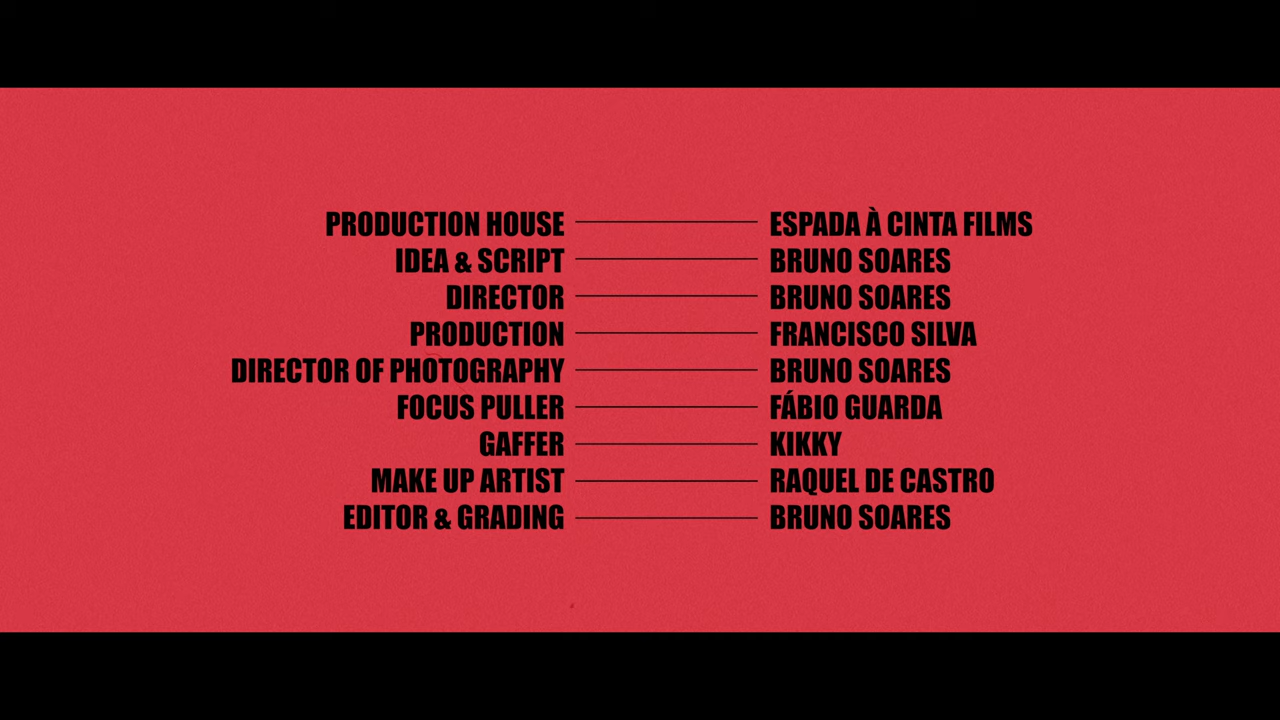 PRODUCTION HOUSE ESPADA À CINTA FILMS
IDEA & SCRIPT BRUNO SOARES
DIRECTOR BRUNO SOARES
PRODUCTION FRANCISCO SILVA
DIRECTOR OF PHOTOGRAPHY BRUNO SOARES
FOCUS PULLER FÁBIO GUARDA
GAFFER KIKKY
MAKE UP ARTIST RAQUEL DE CASTRO
EDITOR & GRADING BRUNO SOARES